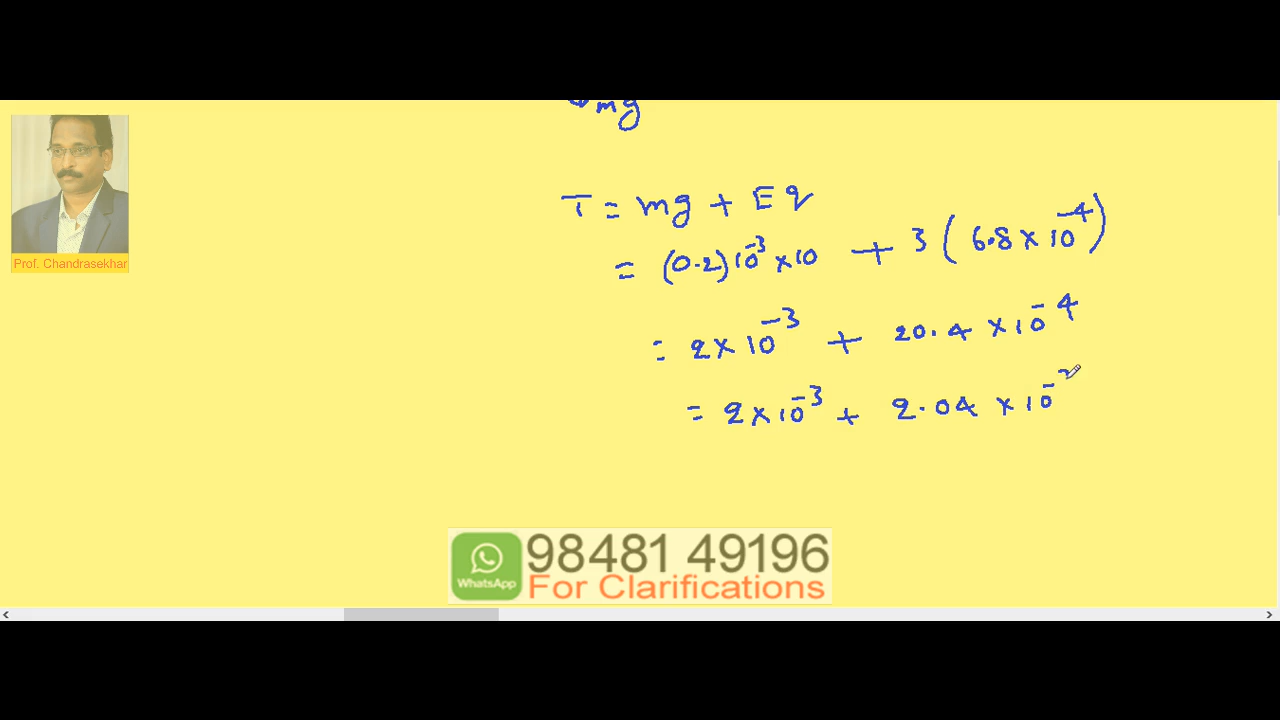 mg
T = mg + Eq
= (0.2)10⁻³ × 10 + 3(6.8 × 10⁻⁴)
= 2 × 10⁻³ + 20.4 × 10⁻⁴
= 2 × 10⁻³ + 2.04 × 10⁻
Prof. Chandrasekhar
WhatsApp
98481 49196
For Clarifications